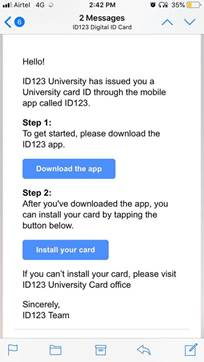 Airtel 4G 2:42 PM 35%
6
2 Messages
ID123 Digital ID Card
Hello!
ID123 University has issued you a
University card ID through the mobile
app called ID123.
Step 1:
To get started, please download the
ID123 app.
Download the app
Step 2:
After you've downloaded the app, you
can install your card by tapping the
button below.
Install your card
If you can't install your card, please visit
ID123 University Card office
Sincerely,
ID123 Team